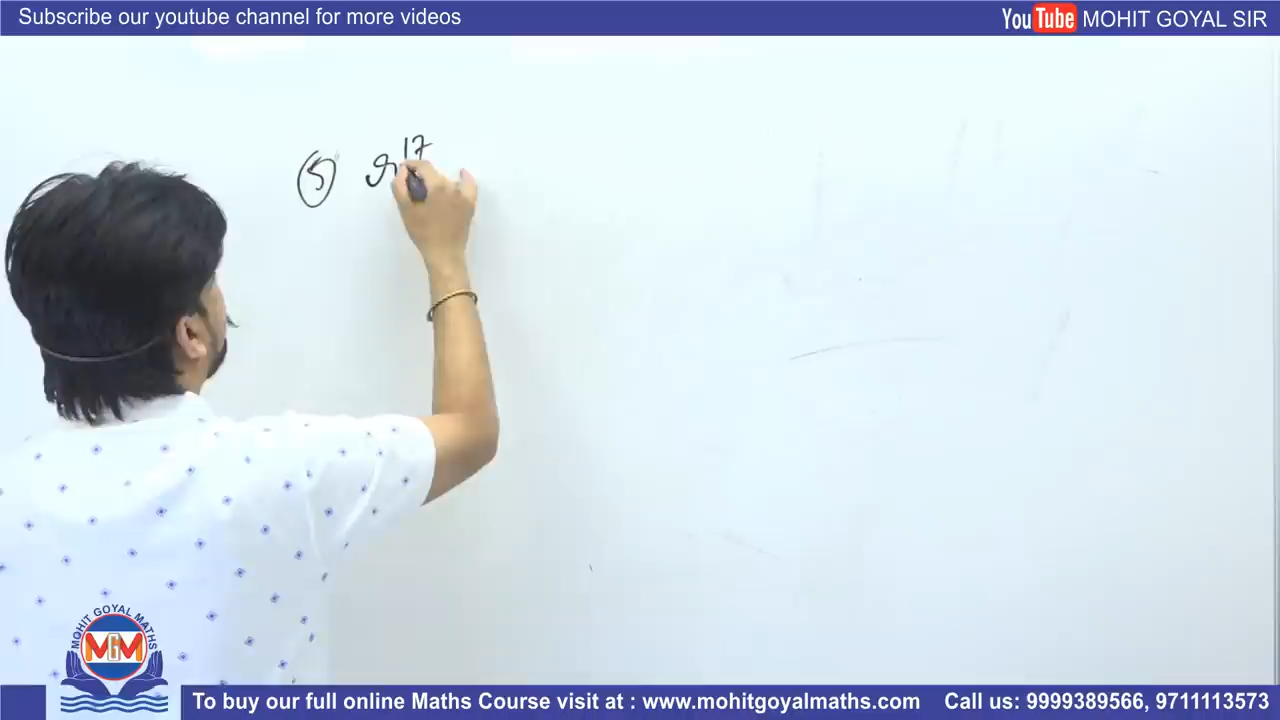 Subscribe our youtube channel for more videos
YouTube MOHIT GOYAL SIR
(5) 17
MOHIT GOYAL MATHS
MGM
To buy our full online Maths Course visit at : www.mohitgoyalmaths.com Call us: 9999389566, 9711113573